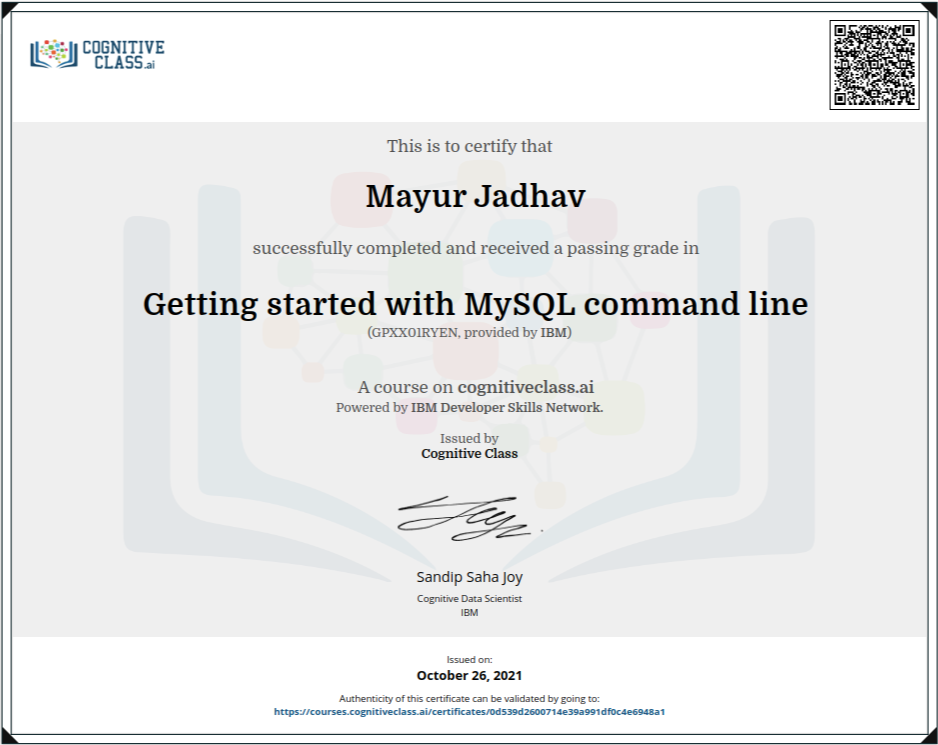 COGNITIVE
CLASS.ai
This is to certify that
Mayur Jadhav
successfully completed and received a passing grade in
Getting started with MySQL command line
(GPXX01RYEN, provided by IBM)
A course on cognitiveclass.ai
Powered by IBM Developer Skills Network.
Issued by
Cognitive Class
Sandip Saha Joy
Cognitive Data Scientist
IBM
Issued on:
October 26, 2021
Authenticity of this certificate can be validated by going to:
https://courses.cognitiveclass.ai/certificates/0d539d2600714e39a991df0c4e6948a1